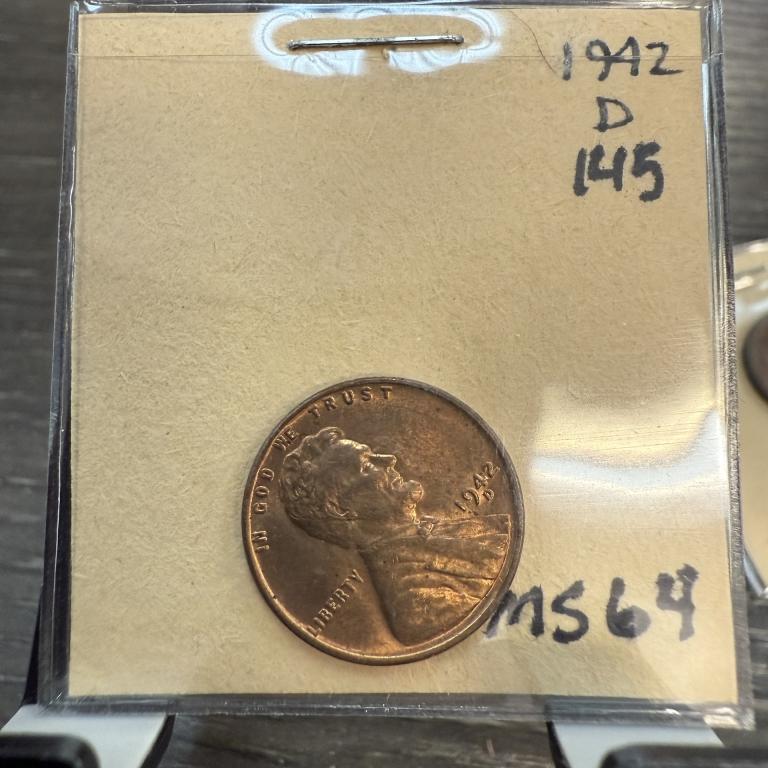 1942
D
145
IN GOD WE TRUST
LIBERTY
1942
D
MS64